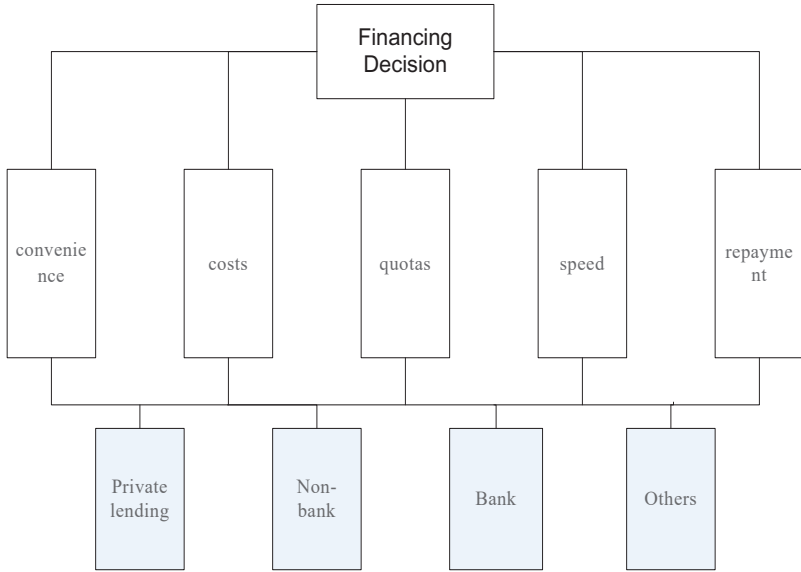 Financing
Decision
convenie
nce
costs
quotas
speed
repayme
nt
Private
lending
Non-
bank
Bank
Others